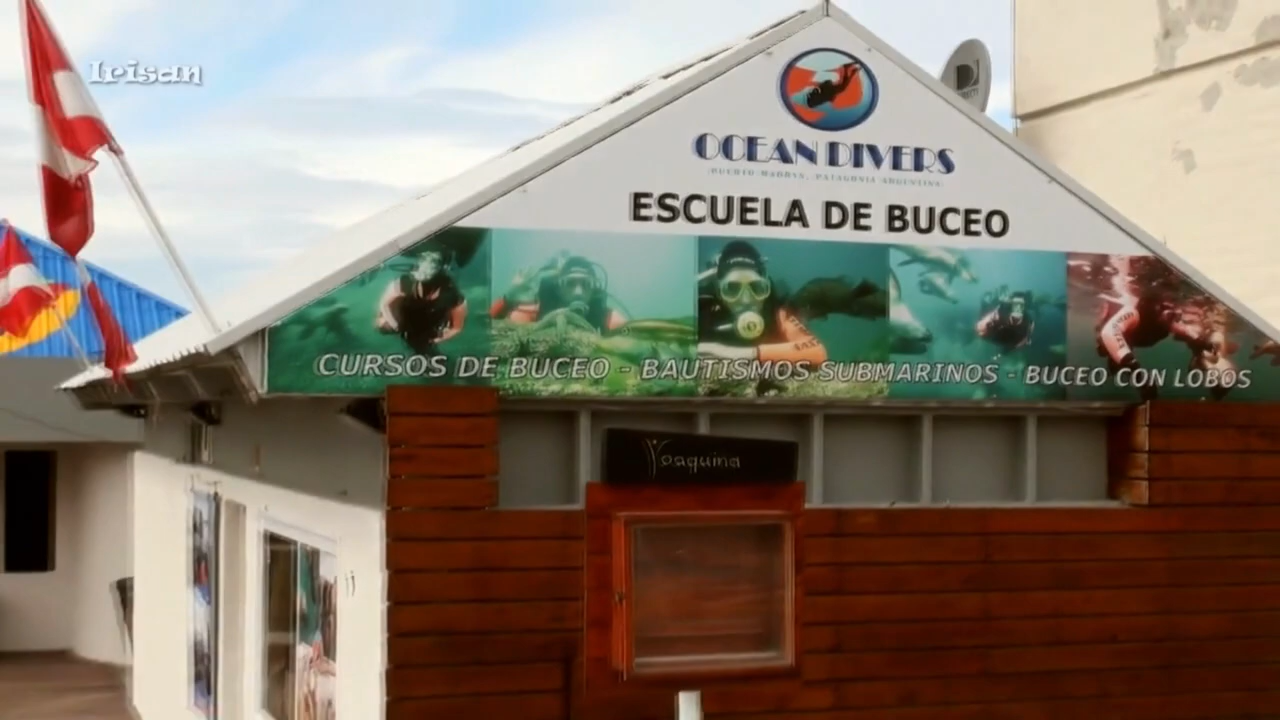 Irisan
OCEAN DIVERS
PUERTO MADRYN, PATAGONIA ARGENTINA
ESCUELA DE BUCEO
CURSOS DE BUCEO - BAUTISMOS SUBMARINOS - BUCEO CON LOBOS
Yoaquina